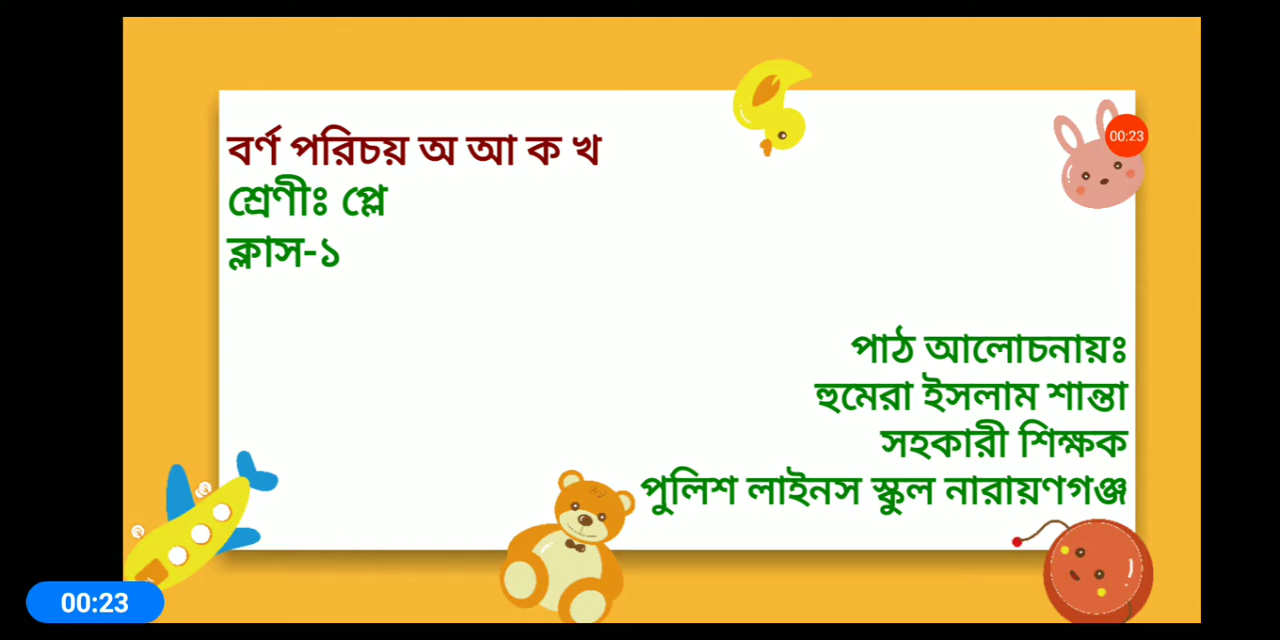 বর্ণ পরিচয় অ আ ক খ
শ্রেণীঃ প্লে
ক্লাস-১
00:23
পাঠ আলোচনায়ঃ
হুমেরা ইসলাম শান্তা
সহকারী শিক্ষক
পুলিশ লাইনস স্কুল নারায়ণগঞ্জ
00:23